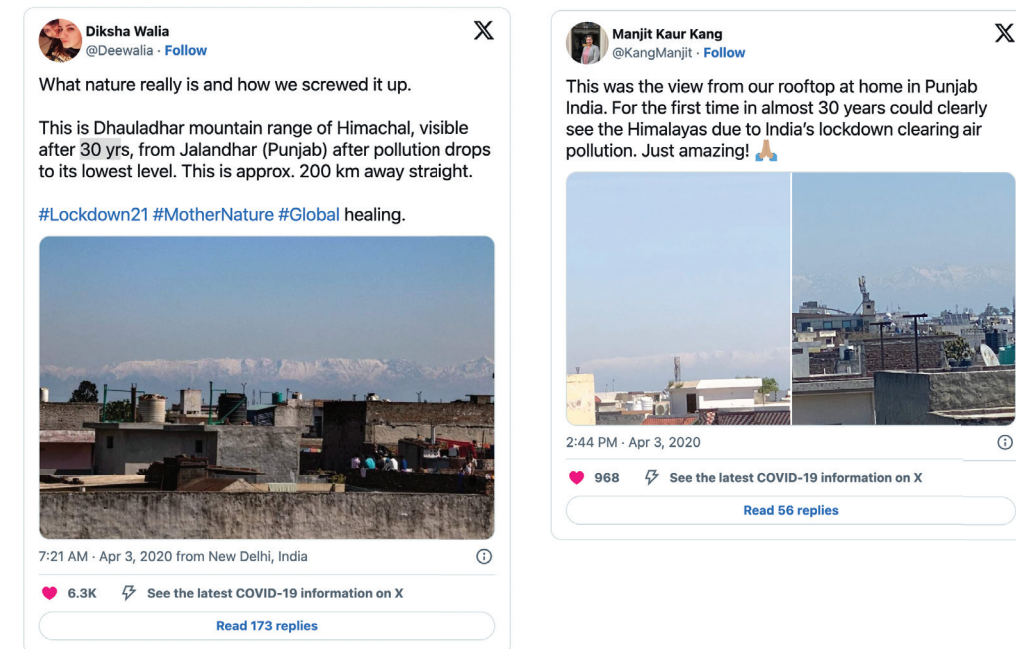 Diksha Walia
@Deewalia · Follow
What nature really is and how we screwed it up.
This is Dhauladhar mountain range of Himachal, visible
after 30 yrs, from Jalandhar (Punjab) after pollution drops
to its lowest level. This is approx. 200 km away straight.
#Lockdown21 #MotherNature #Global healing.
7:21 AM · Apr 3, 2020 from New Delhi, India
6.3K See the latest COVID-19 information on X
Read 173 replies
Manjit Kaur Kang
@KangManjit · Follow
This was the view from our rooftop at home in Punjab
India. For the first time in almost 30 years could clearly
see the Himalayas due to India’s lockdown clearing air
pollution. Just amazing! 🙏🏽
2:44 PM · Apr 3, 2020
968 See the latest COVID-19 information on X
Read 56 replies